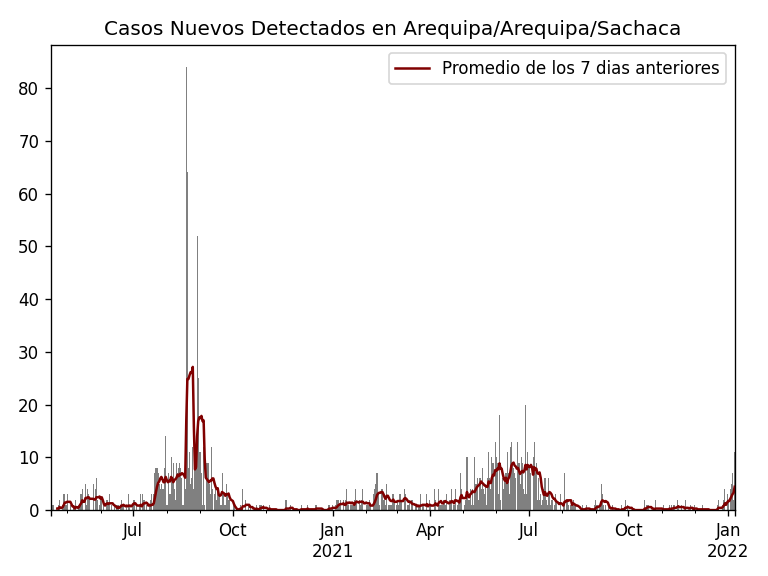 Casos Nuevos Detectados en Arequipa/Arequipa/Sachaca
Promedio de los 7 dias anteriores
80
70
60
50
40
30
20
10
0
Jul
Oct
Jan
2021
Apr
Jul
Oct
Jan
2022